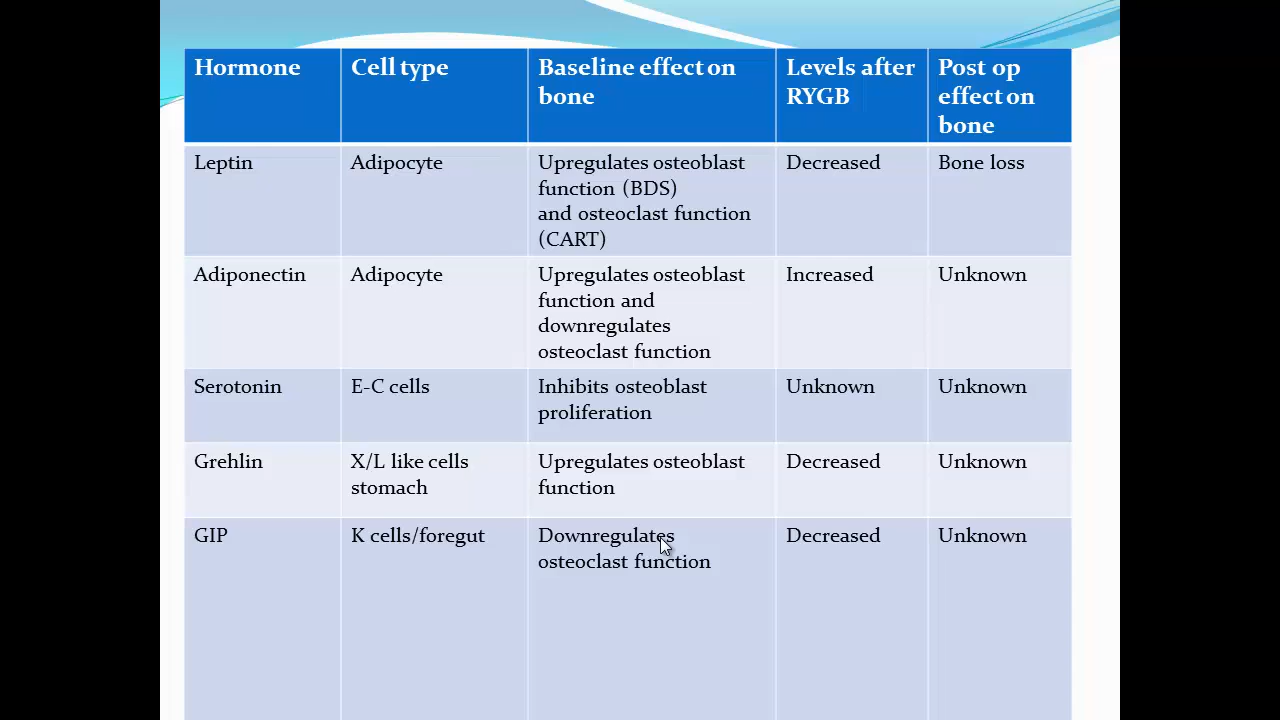 Hormone
Cell type
Baseline effect on
bone
Levels after
RYGB
Post op
effect on
bone
Leptin
Adipocyte
Upregulates osteoblast
function (BDS)
and osteoclast function
(CART)
Decreased
Bone loss
Adiponectin
Adipocyte
Upregulates osteoblast
function and
downregulates
osteoclast function
Increased
Unknown
Serotonin
E-C cells
Inhibits osteoblast
proliferation
Unknown
Unknown
Grehlin
X/L like cells
stomach
Upregulates osteoblast
function
Decreased
Unknown
GIP
K cells/foregut
Downregulates
osteoclast function
Decreased
Unknown